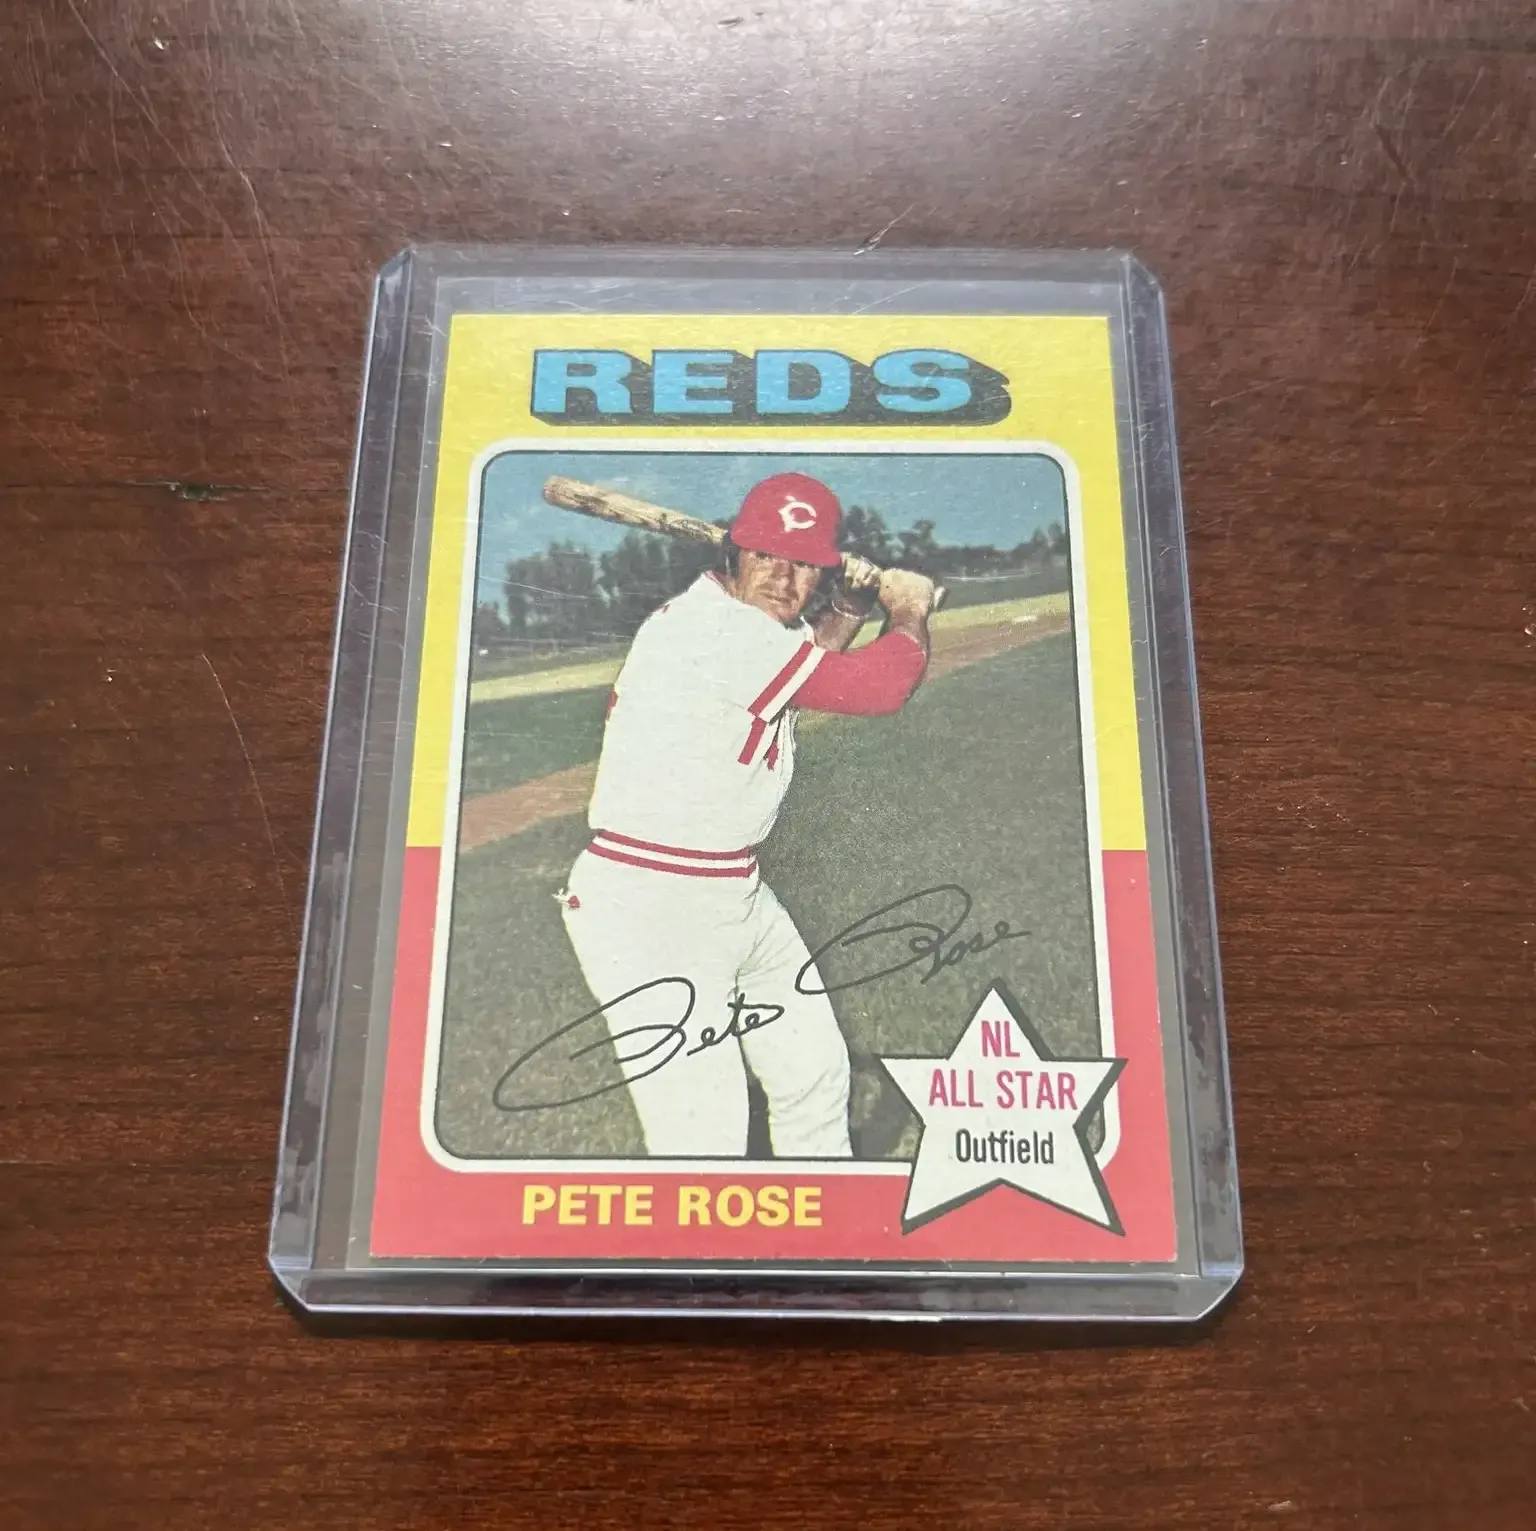 REDS
C
Pete Rose
NL
ALL STAR
Outfield
PETE ROSE